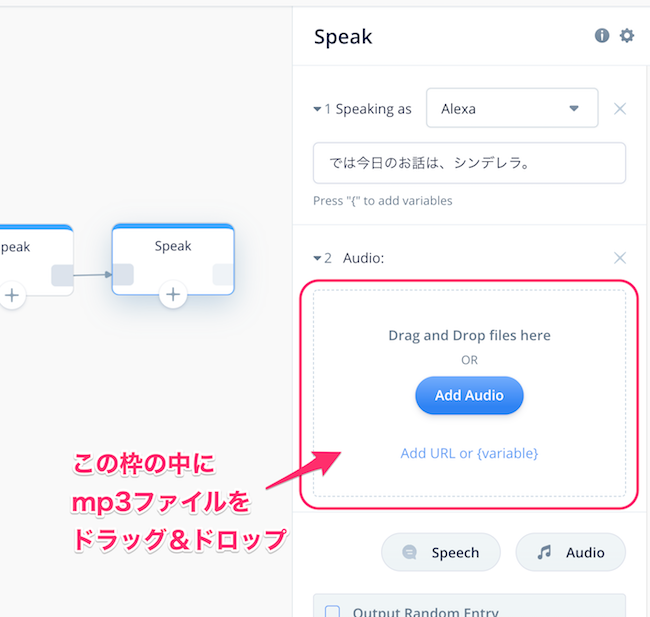 Speak
1 Speaking as
Alexa
では今日のお話は、シンデレラ。
Press "{" to add variables
peak
Speak
2 Audio:
Drag and Drop files here
OR
Add Audio
Add URL or {variable}
この枠の中に
mp3ファイルを
ドラッグ＆ドロップ
Speech
Audio
Output Random Entry